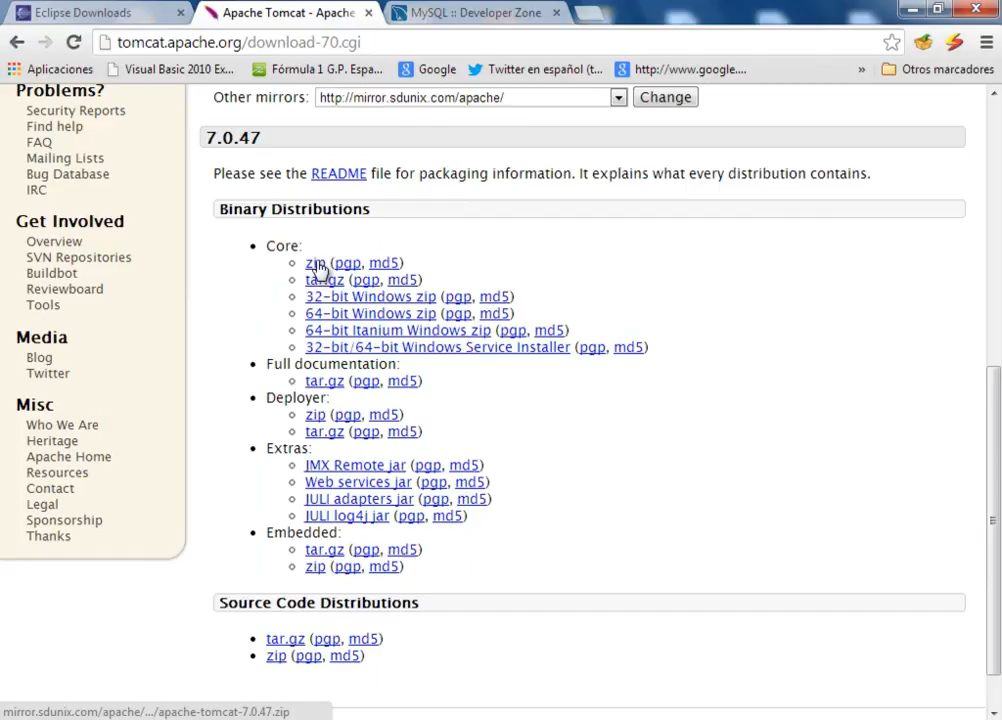 Eclipse Downloads
Apache Tomcat - Apache
MySQL :: Developer Zone
tomcat.apache.org/download-70.cgi
Aplicaciones
Visual Basic 2010 Ex...
Fórmula 1 G.P. Espa...
Google
Twitter en español (t...
http://www.google....
»
Otros marcadores
Problems?
Security Reports
Find help
FAQ
Mailing Lists
Bug Database
IRC
Get Involved
Overview
SVN Repositories
Buildbot
Reviewboard
Tools
Media
Blog
Twitter
Misc
Who We Are
Heritage
Apache Home
Resources
Contact
Legal
Sponsorship
Thanks
Other mirrors: http://mirror.sdunix.com/apache/ Change
7.0.47
Please see the README file for packaging information. It explains what every distribution contains.
Binary Distributions
Core:
zip (pgp, md5)
tar.gz (pgp, md5)
32-bit Windows zip (pgp, md5)
64-bit Windows zip (pgp, md5)
64-bit Itanium Windows zip (pgp, md5)
32-bit/64-bit Windows Service Installer (pgp, md5)
Full documentation:
tar.gz (pgp, md5)
Deployer:
zip (pgp, md5)
tar.gz (pgp, md5)
Extras:
JMX Remote jar (pgp, md5)
Web services jar (pgp, md5)
JULI adapters jar (pgp, md5)
JULI log4j jar (pgp, md5)
Embedded:
tar.gz (pgp, md5)
zip (pgp, md5)
Source Code Distributions
tar.gz (pgp, md5)
zip (pgp, md5)
mirror.sdunix.com/apache/.../apache-tomcat-7.0.47.zip